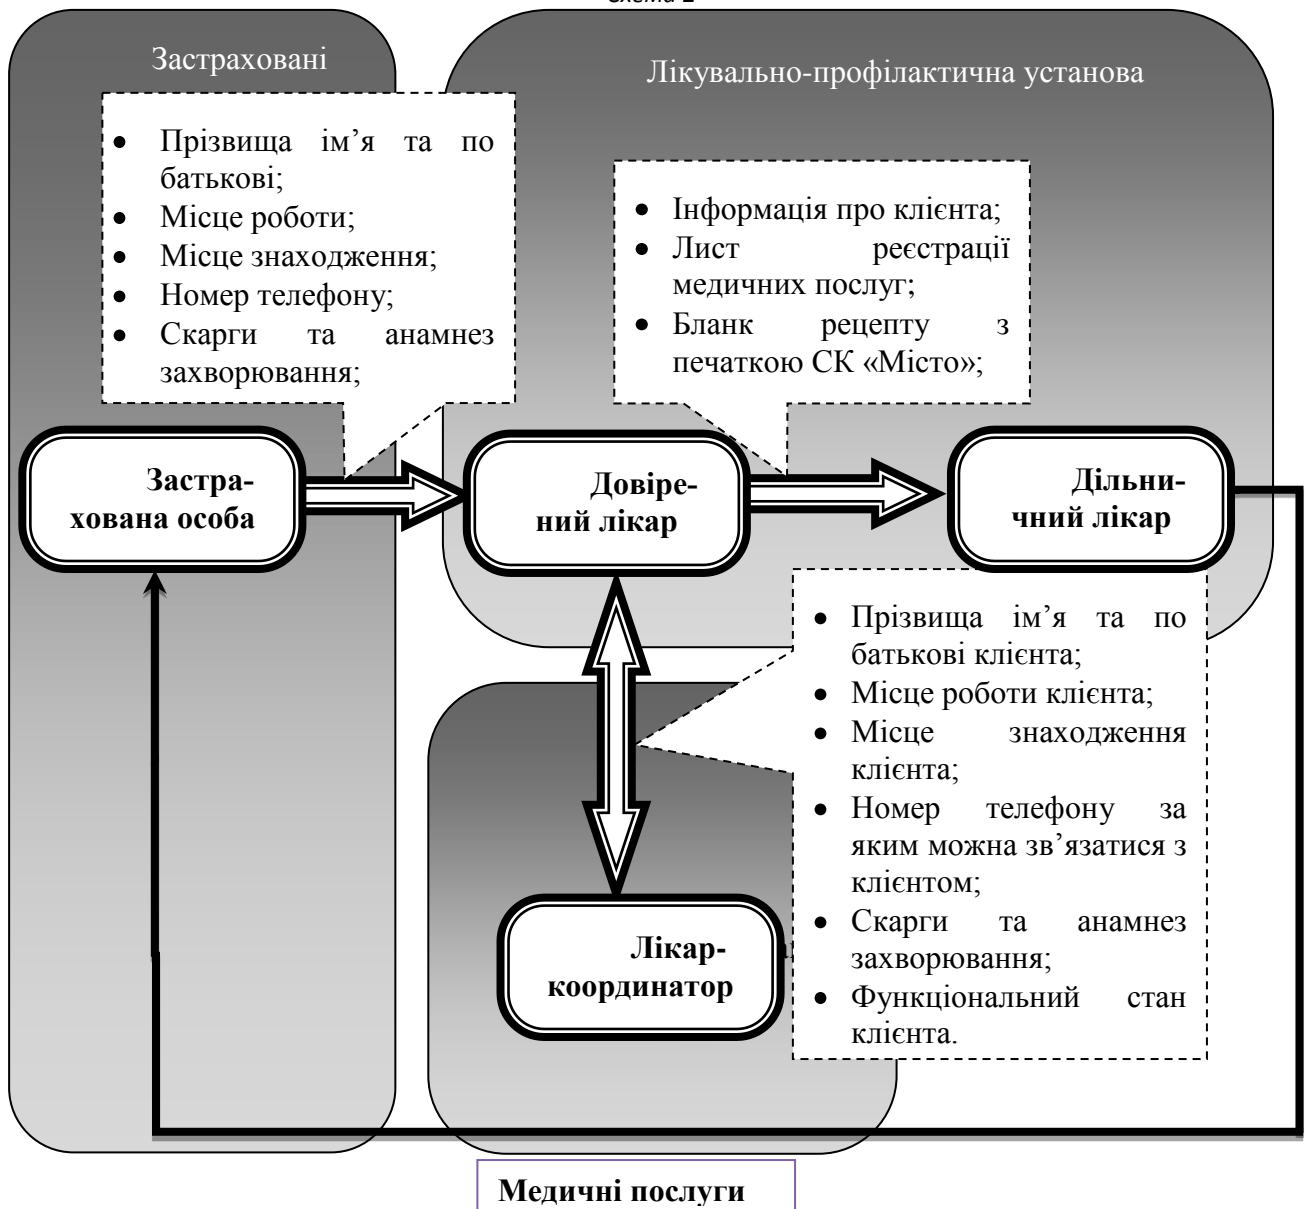 Схема 2
Застраховані
Лікувально-профілактична установа
• Прізвища ім’я та по
батькові;
• Місце роботи;
• Місце знаходження;
• Номер телефону;
• Скарги та анамнез
захворювання;
• Інформація про клієнта;
• Лист реєстрації
медичних послуг;
• Бланк рецепту з
печаткою СК «Місто»;
Застра-
хована особа
Довіре-
ний лікар
Дільни-
чний лікар
• Прізвища ім’я та по
батькові клієнта;
• Місце роботи клієнта;
• Місце знаходження
клієнта;
• Номер телефону за
яким можна зв’язатися з
клієнтом;
• Скарги та анамнез
захворювання;
• Функціональний стан
клієнта.
Лікар-
координатор
Медичні послуги